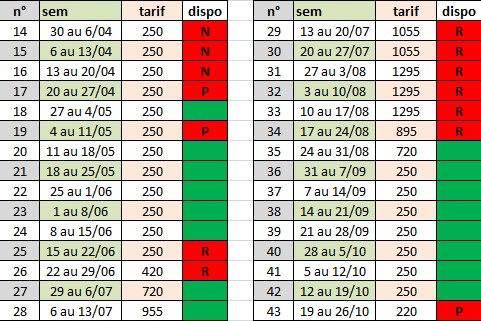 n° sem tarif dispo
14 30 au 6/04 250 N
15 6 au 13/04 250 N
16 13 au 20/04 250 N
17 20 au 27/04 250 P
18 27 au 4/05 250
19 4 au 11/05 250 P
20 11 au 18/05 250
21 18 au 25/05 250
22 25 au 1/06 250
23 1 au 8/06 250
24 8 au 15/06 250
25 15 au 22/06 250 R
26 22 au 29/06 420 R
27 29 au 6/07 720
28 6 au 13/07 955
n° sem tarif dispo
29 13 au 20/07 1055 R
30 20 au 27/07 1055 R
31 27 au 3/08 1295 R
32 3 au 10/08 1295 R
33 10 au 17/08 1295 R
34 17 au 24/08 895 R
35 24 au 31/08 720
36 31 au 7/09 250
37 7 au 14/09 250
38 14 au 21/09 250
39 21 au 28/09 250
40 28 au 5/10 250
41 5 au 12/10 250
42 12 au 19/10 250
43 19 au 26/10 220 P